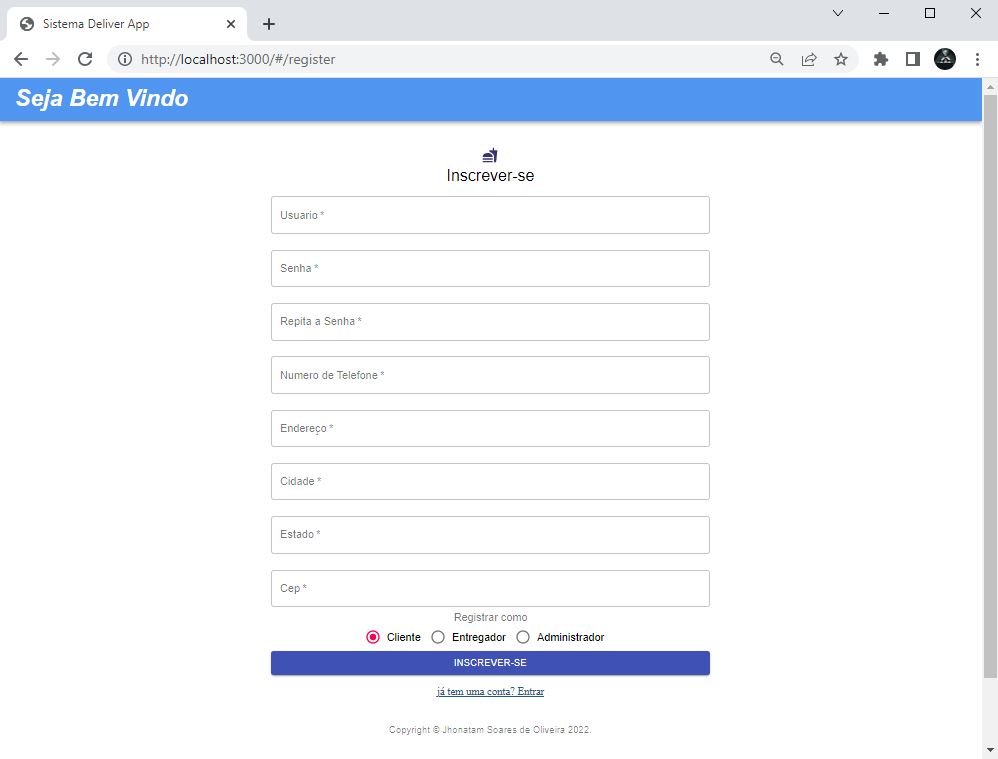 Sistema Deliver App
http://localhost:3000/#/register
Seja Bem Vindo
Inscrever-se
Usuario *
Senha *
Repita a Senha *
Numero de Telefone *
Endereço *
Cidade *
Estado *
Cep *
Registrar como
Cliente Entregador Administrador
INSCREVER-SE
já tem uma conta? Entrar
Copyright © Jhonatam Soares de Oliveira 2022.